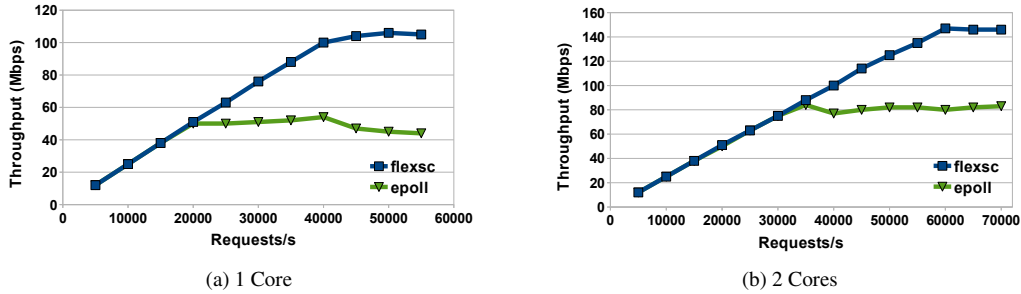 120
100
80
60
40
20
0
Throughput (Mbps)
flexsc
epoll
0 10000 20000 30000 40000 50000 60000
Requests/s
(a) 1 Core
160
140
120
100
80
60
40
20
0
Throughput (Mbps)
flexsc
epoll
0 10000 20000 30000 40000 50000 60000 70000
Requests/s
(b) 2 Cores